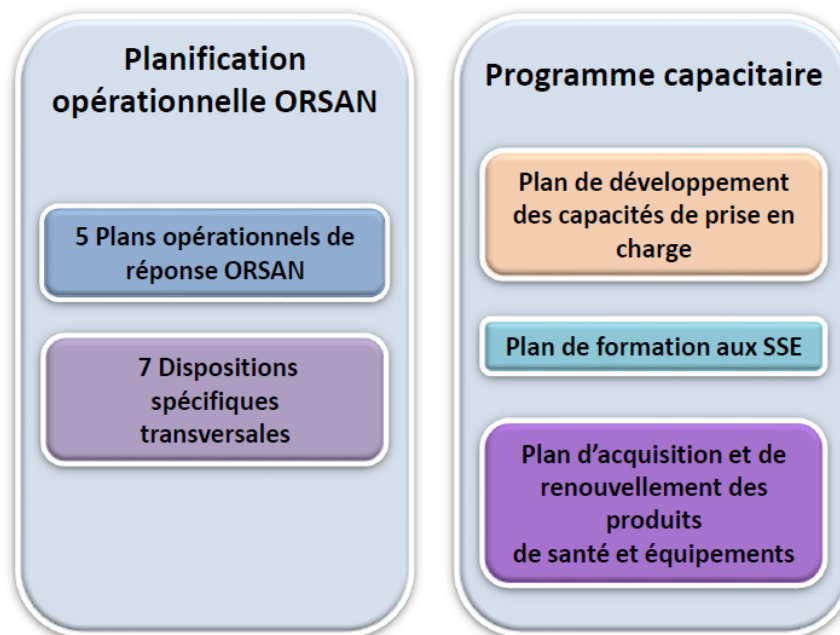 Planification
opérationnelle ORSAN
5 Plans opérationnels de
réponse ORSAN
7 Dispositions
spécifiques
transversales
Programme capacitaire
Plan de développement
des capacités de prise en
charge
Plan de formation aux SSE
Plan d’acquisition et de
renouvellement des
produits
de santé et équipements